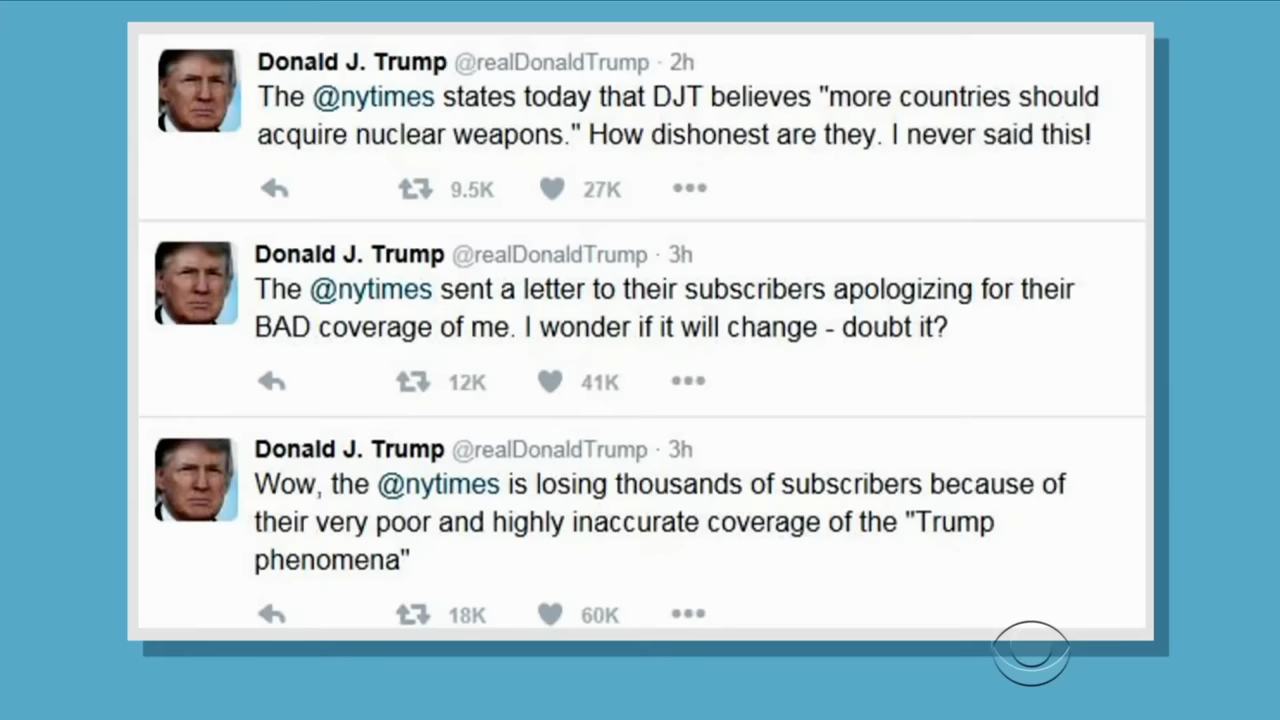 Donald J. Trump @realDonaldTrump · 2h
The @nytimes states today that DJT believes "more countries should
acquire nuclear weapons." How dishonest are they. I never said this!
9.5K 27K •••
Donald J. Trump @realDonaldTrump · 3h
The @nytimes sent a letter to their subscribers apologizing for their
BAD coverage of me. I wonder if it will change - doubt it?
12K 41K •••
Donald J. Trump @realDonaldTrump · 3h
Wow, the @nytimes is losing thousands of subscribers because of
their very poor and highly inaccurate coverage of the "Trump
phenomena"
18K 60K •••